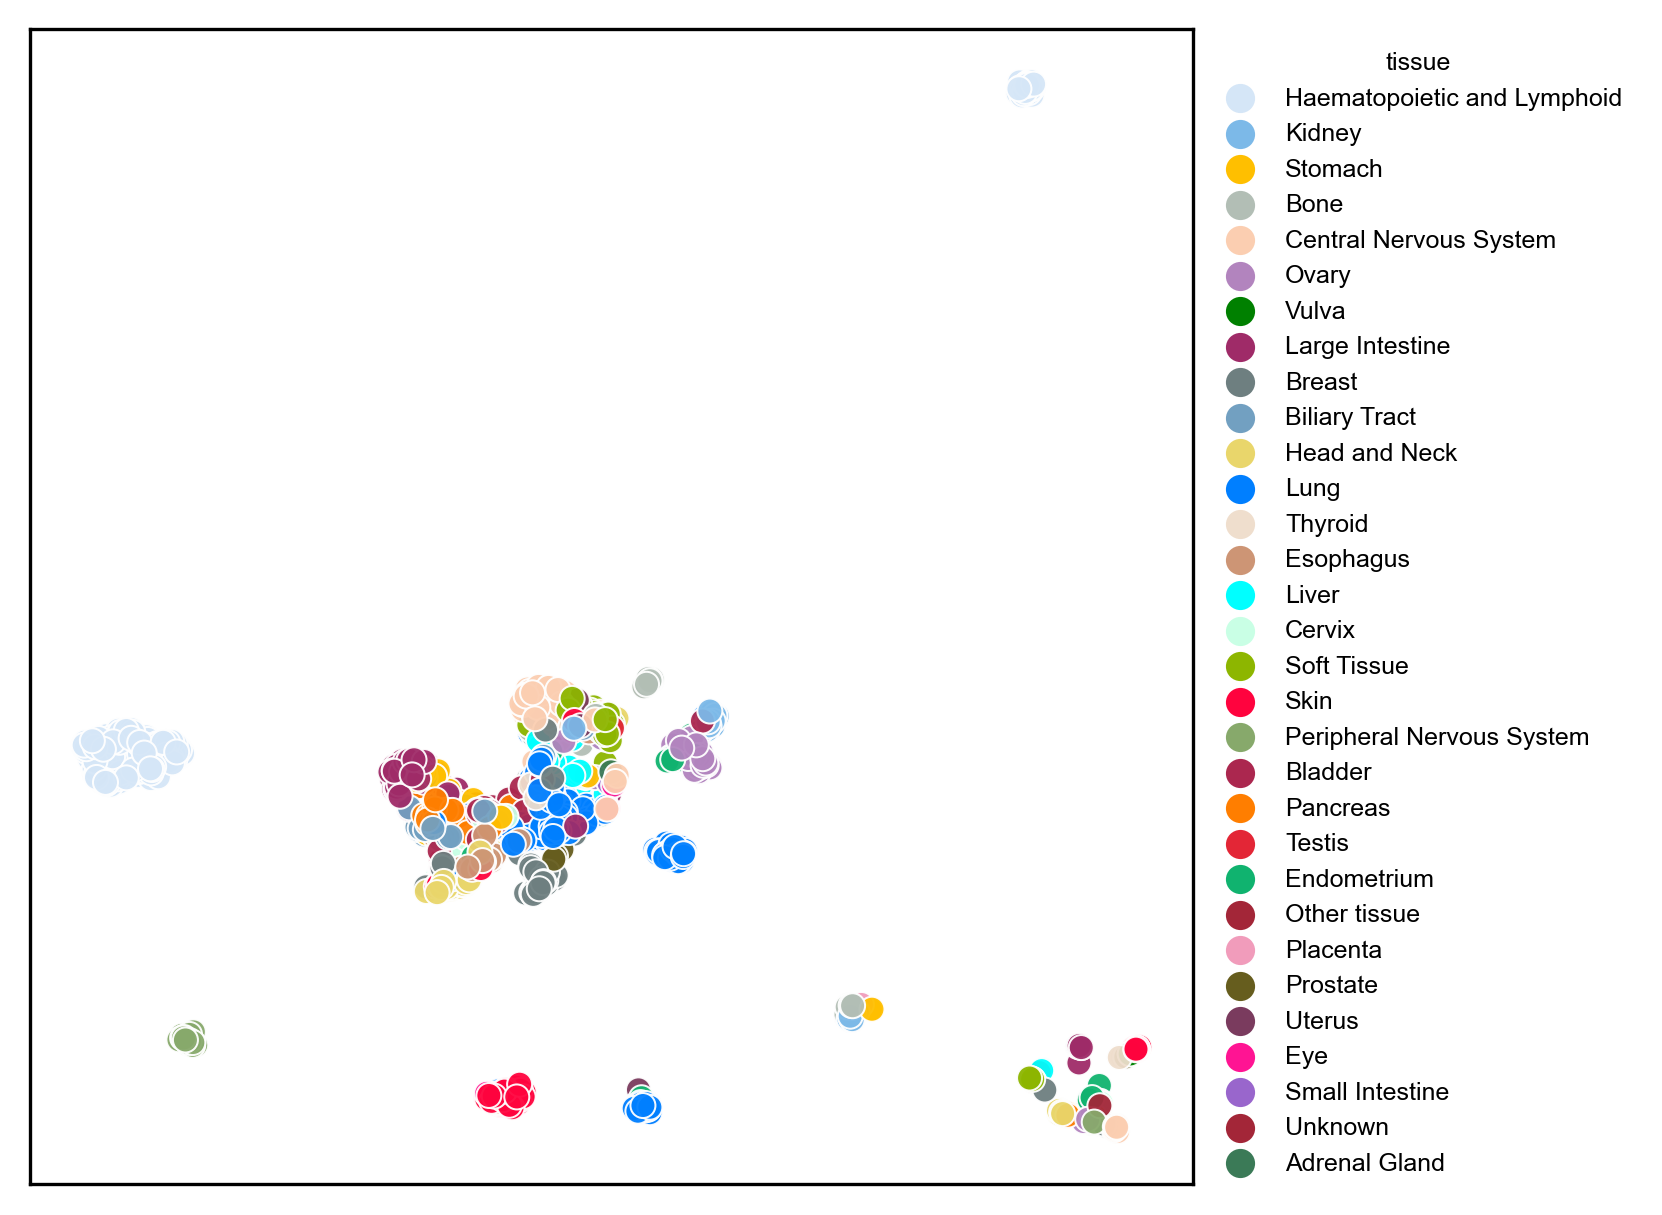 tissue
Haematopoietic and Lymphoid
Kidney
Stomach
Bone
Central Nervous System
Ovary
Vulva
Large Intestine
Breast
Biliary Tract
Head and Neck
Lung
Thyroid
Esophagus
Liver
Cervix
Soft Tissue
Skin
Peripheral Nervous System
Bladder
Pancreas
Testis
Endometrium
Other tissue
Placenta
Prostate
Uterus
Eye
Small Intestine
Unknown
Adrenal Gland